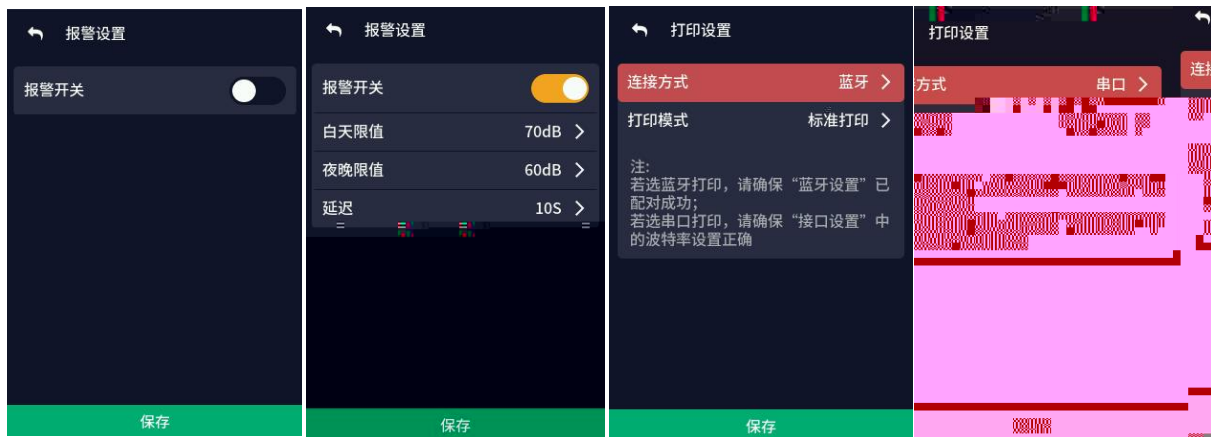 报警设置
报警开关
保存
报警设置
报警开关
白天限值 70dB
夜晚限值 60dB
延迟 10S
保存
打印设置
连接方式 蓝牙
打印模式 标准打印
注:
若选蓝牙打印，请确保“蓝牙设置”已
配对成功;
若选串口打印，请确保“接口设置”中
的波特率设置正确
保存
打印设置
方式 串口
连